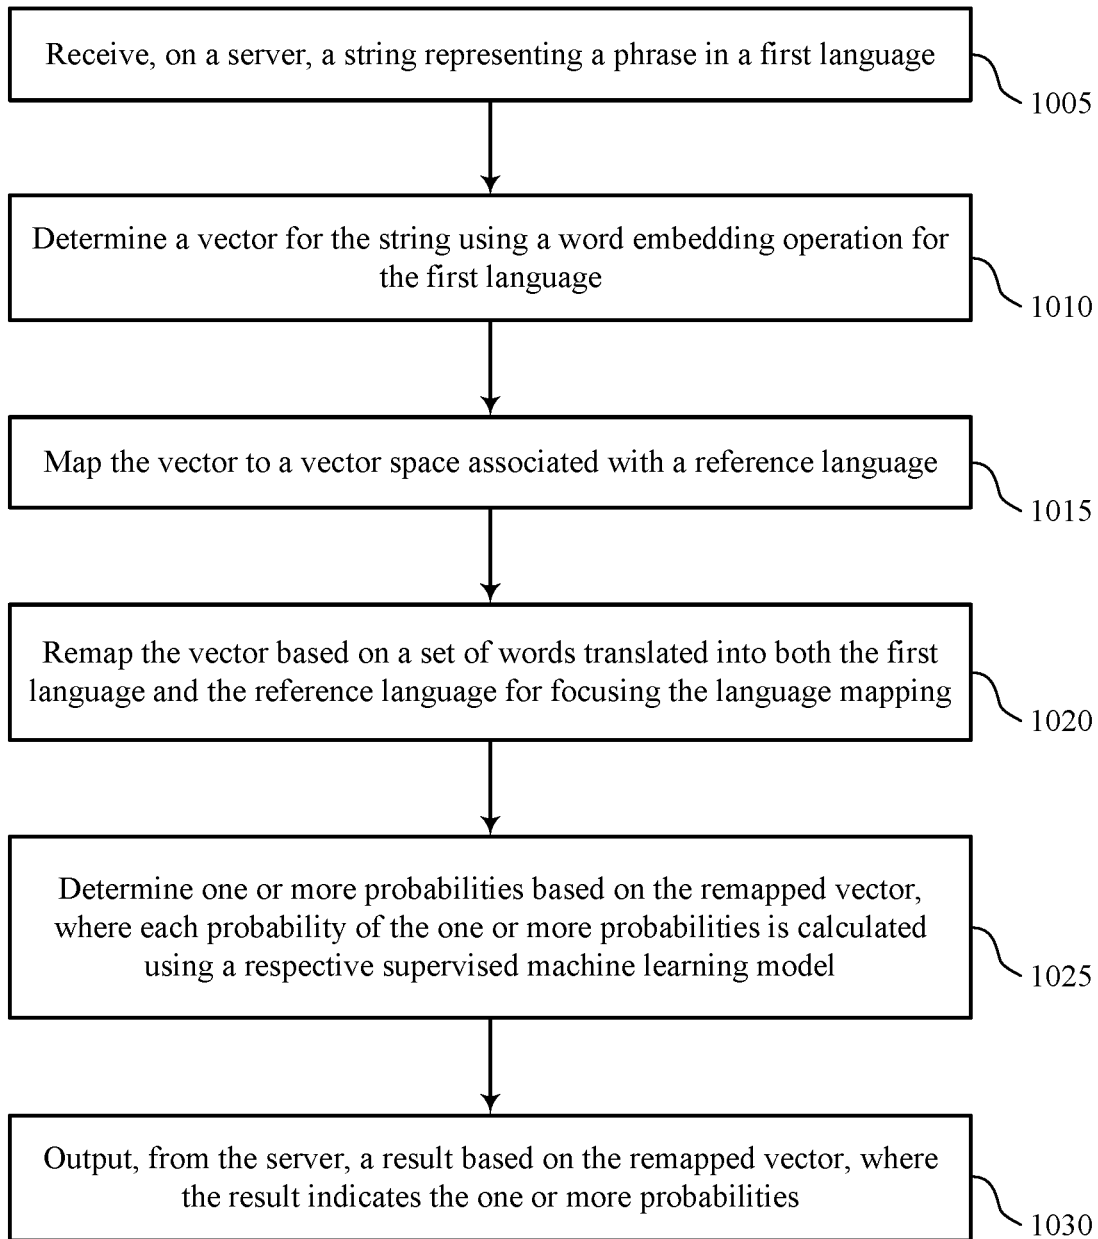 Receive, on a server, a string representing a phrase in a first language
1005
Determine a vector for the string using a word embedding operation for
the first language
1010
Map the vector to a vector space associated with a reference language
1015
Remap the vector based on a set of words translated into both the first
language and the reference language for focusing the language mapping
1020
Determine one or more probabilities based on the remapped vector,
where each probability of the one or more probabilities is calculated
using a respective supervised machine learning model
1025
Output, from the server, a result based on the remapped vector, where
the result indicates the one or more probabilities
1030